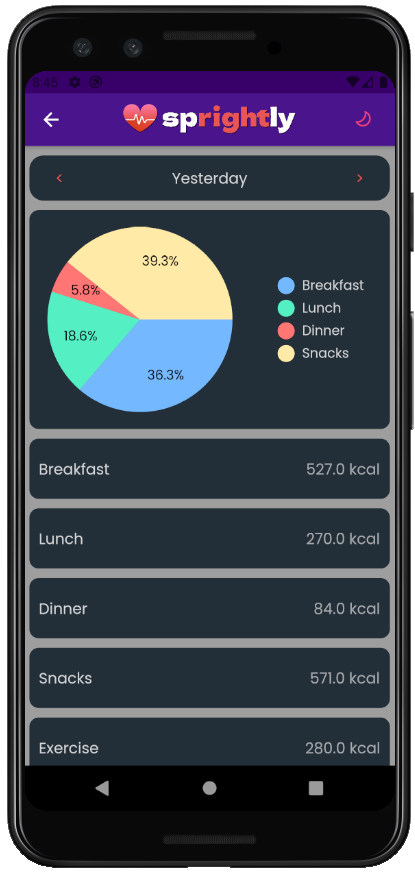 8:45
sprightly
Yesterday
39.3%
5.8%
18.6%
36.3%
Breakfast
Lunch
Dinner
Snacks
Breakfast 527.0 kcal
Lunch 270.0 kcal
Dinner 84.0 kcal
Snacks 571.0 kcal
Exercise 280.0 kcal